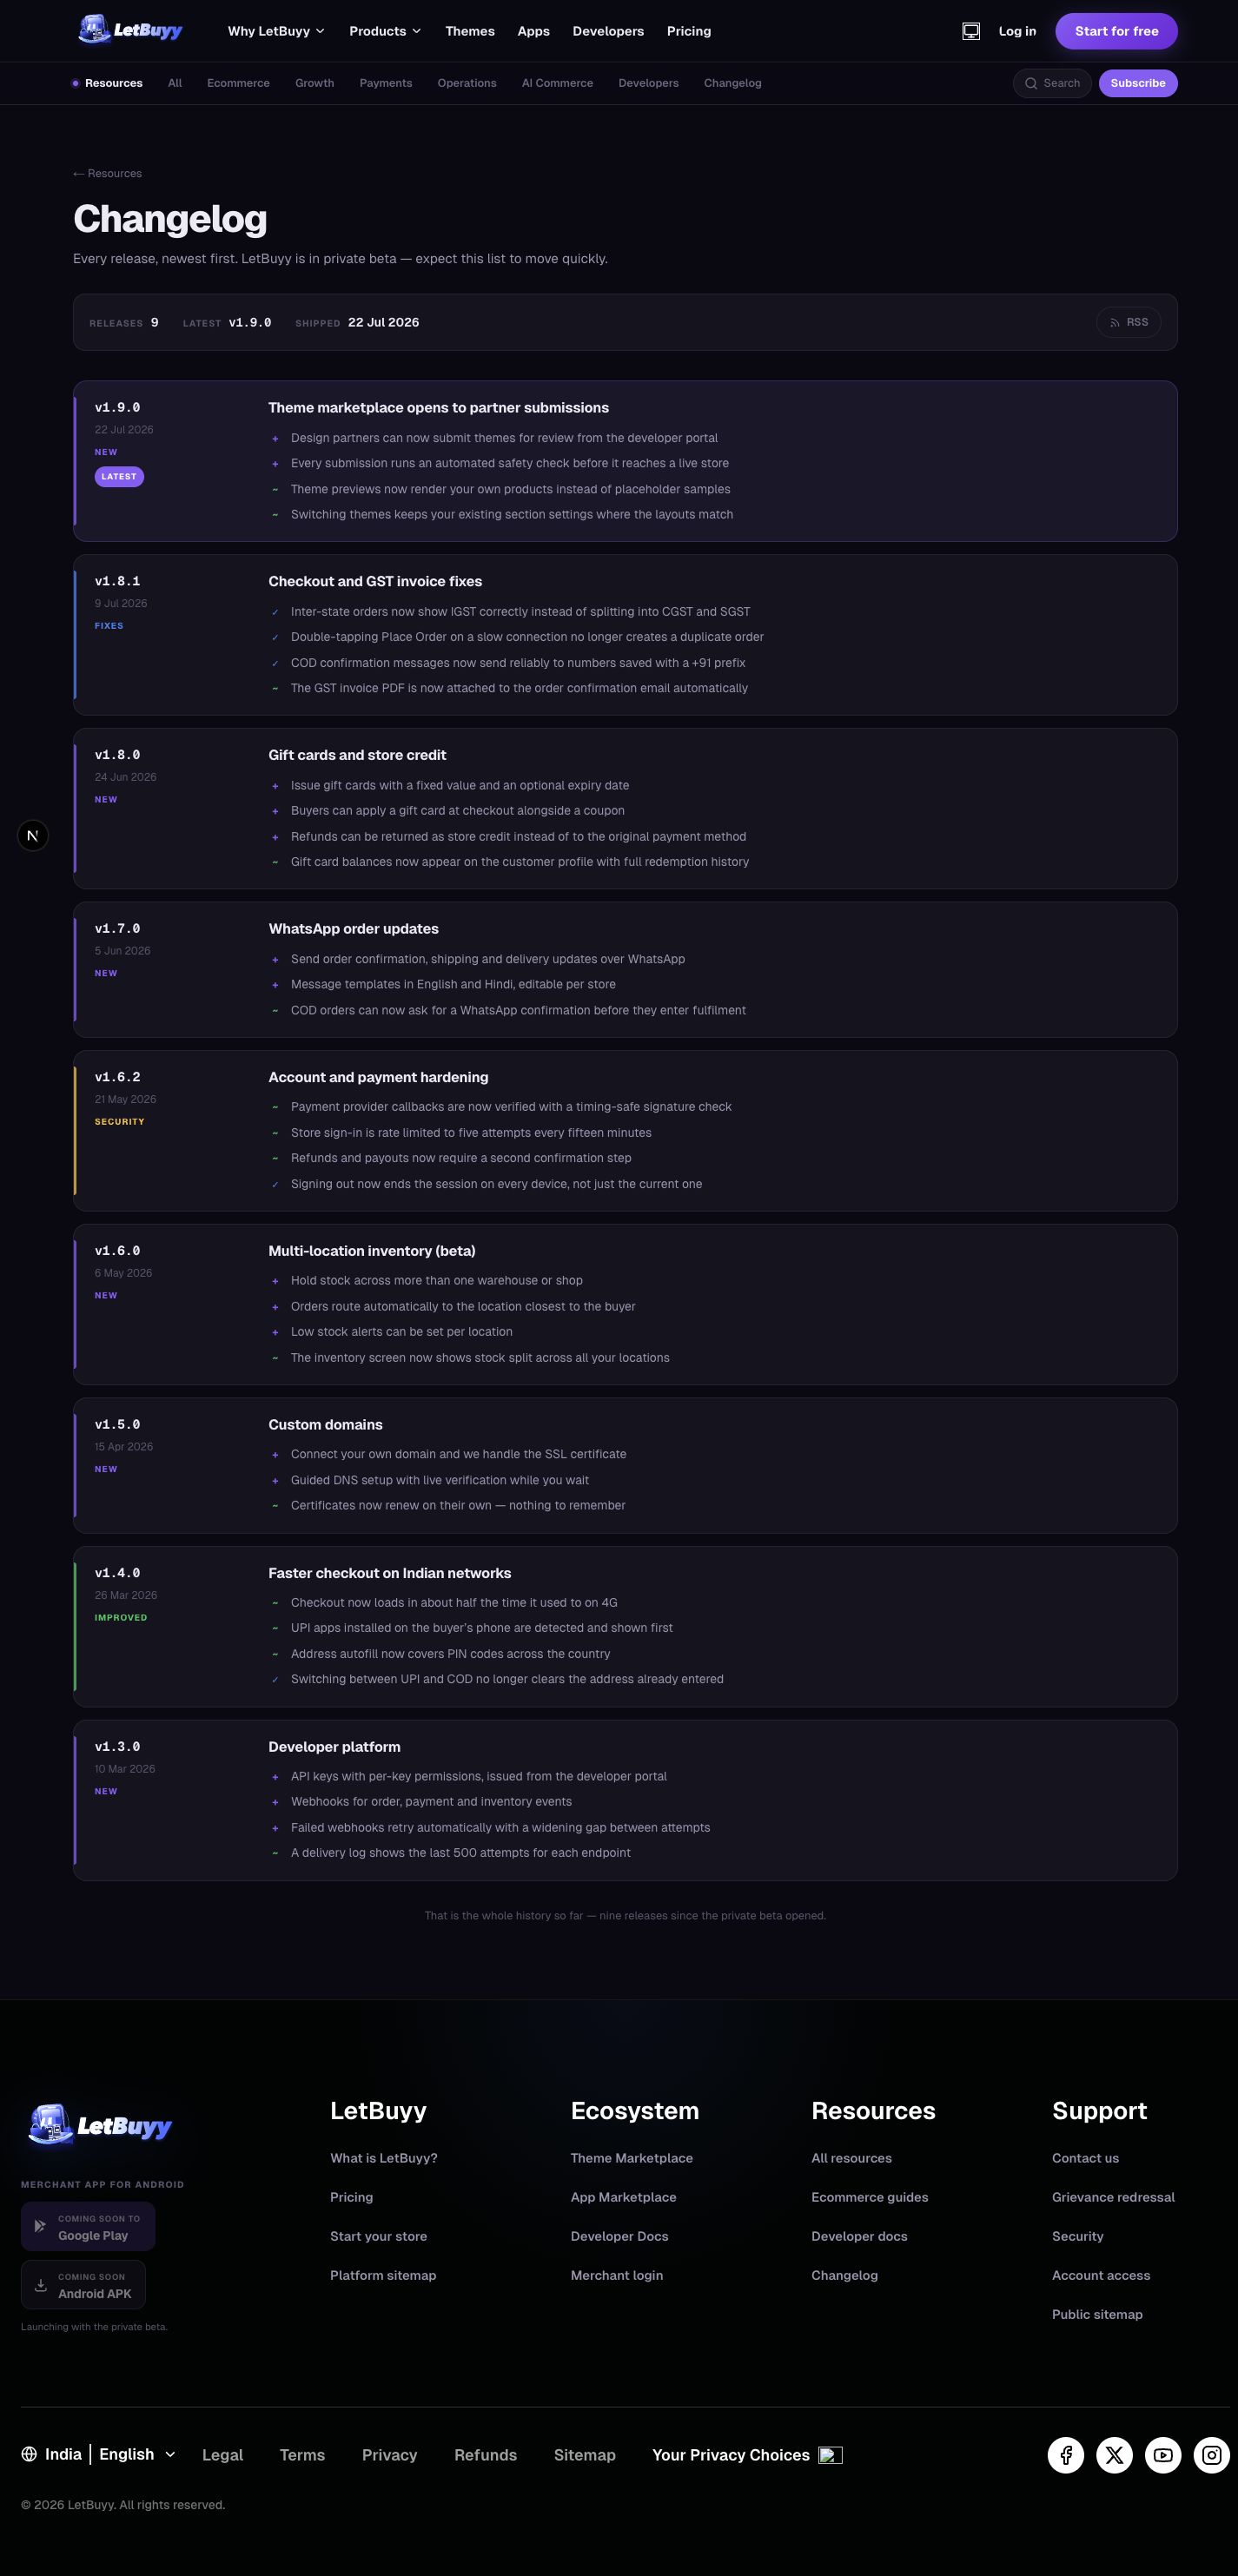 LetBuyy
Why LetBuyy Products Themes Apps Developers Pricing Log in Start for free
Resources All Ecommerce Growth Payments Operations AI Commerce Developers Changelog Search Subscribe
← Resources
Changelog
Every release, newest first. LetBuyy is in private beta — expect this list to move quickly.
RELEASES 9 LATEST v1.9.0 SHIPPED 22 Jul 2026 RSS
v1.9.0
22 Jul 2026
NEW
LATEST
Theme marketplace opens to partner submissions
+ Design partners can now submit themes for review from the developer portal
+ Every submission runs an automated safety check before it reaches a live store
~ Theme previews now render your own products instead of placeholder samples
~ Switching themes keeps your existing section settings where the layouts match
v1.8.1
9 Jul 2026
FIXES
Checkout and GST invoice fixes
✓ Inter-state orders now show IGST correctly instead of splitting into CGST and SGST
✓ Double-tapping Place Order on a slow connection no longer creates a duplicate order
✓ COD confirmation messages now send reliably to numbers saved with a +91 prefix
~ The GST invoice PDF is now attached to the order confirmation email automatically
v1.8.0
24 Jun 2026
NEW
Gift cards and store credit
+ Issue gift cards with a fixed value and an optional expiry date
+ Buyers can apply a gift card at checkout alongside a coupon
+ Refunds can be returned as store credit instead of to the original payment method
~ Gift card balances now appear on the customer profile with full redemption history
N
v1.7.0
5 Jun 2026
NEW
WhatsApp order updates
+ Send order confirmation, shipping and delivery updates over WhatsApp
+ Message templates in English and Hindi, editable per store
~ COD orders can now ask for a WhatsApp confirmation before they enter fulfilment
v1.6.2
21 May 2026
SECURITY
Account and payment hardening
~ Payment provider callbacks are now verified with a timing-safe signature check
~ Store sign-in is rate limited to five attempts every fifteen minutes
~ Refunds and payouts now require a second confirmation step
✓ Signing out now ends the session on every device, not just the current one
v1.6.0
6 May 2026
NEW
Multi-location inventory (beta)
+ Hold stock across more than one warehouse or shop
+ Orders route automatically to the location closest to the buyer
+ Low stock alerts can be set per location
~ The inventory screen now shows stock split across all your locations
v1.5.0
15 Apr 2026
NEW
Custom domains
+ Connect your own domain and we handle the SSL certificate
+ Guided DNS setup with live verification while you wait
~ Certificates now renew on their own — nothing to remember
v1.4.0
26 Mar 2026
IMPROVED
Faster checkout on Indian networks
~ Checkout now loads in about half the time it used to on 4G
~ UPI apps installed on the buyer's phone are detected and shown first
~ Address autofill now covers PIN codes across the country
✓ Switching between UPI and COD no longer clears the address already entered
v1.3.0
10 Mar 2026
NEW
Developer platform
+ API keys with per-key permissions, issued from the developer portal
+ Webhooks for order, payment and inventory events
+ Failed webhooks retry automatically with a widening gap between attempts
~ A delivery log shows the last 500 attempts for each endpoint
That is the whole history so far — nine releases since the private beta opened.
LetBuyy
MERCHANT APP FOR ANDROID
COMING SOON TO
Google Play
COMING SOON
Android APK
Launching with the private beta.
LetBuyy
What is LetBuyy?
Pricing
Start your store
Platform sitemap
Ecosystem
Theme Marketplace
App Marketplace
Developer Docs
Merchant login
Resources
All resources
Ecommerce guides
Developer docs
Changelog
Support
Contact us
Grievance redressal
Security
Account access
Public sitemap
India | English Legal Terms Privacy Refunds Sitemap Your Privacy Choices
© 2026 LetBuyy. All rights reserved.